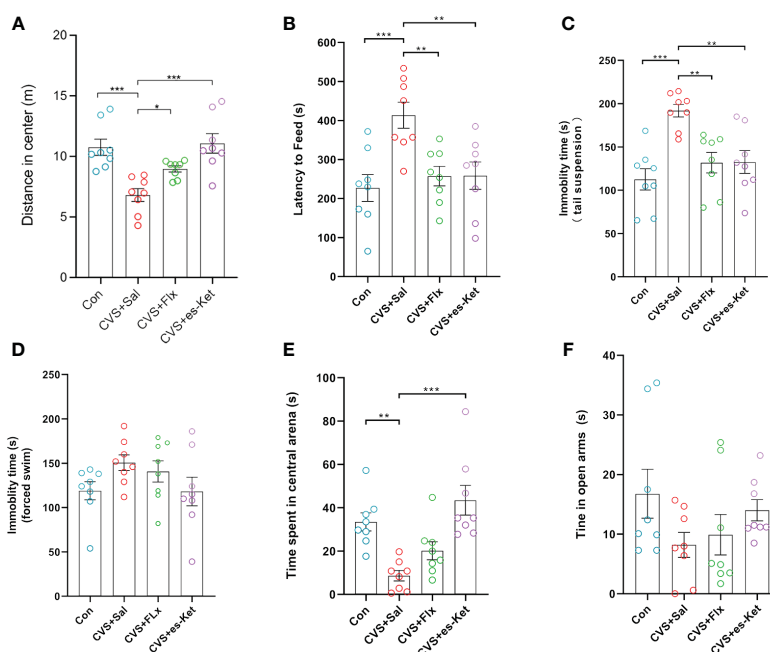 A
Distance in center (m)
20
15
10
5
0
***
***
*
Con
CVS+Sal
CVS+Flx
CVS+es-Ket
B
Latency to Feed (s)
600
500
400
300
200
100
0
**
***
**
Con
CVS+Sal
CVS+Flx
CVS+es-Ket
C
Immoblity time (s)
( tail suspension )
250
200
150
100
50
0
**
***
**
Con
CVS+Sal
CVS+Flx
CVS+es-Ket
D
Immoblity time (s)
(forced swim)
250
200
150
100
50
0
Con
CVS+Sal
CVS+FLx
CVS+es-Ket
E
Time spent in central arena (s)
100
80
60
40
20
0
***
**
Con
CVS+Sal
CVS+Flx
CVS+es-Ket
F
Tine in open arms (s)
40
30
20
10
0
Con
CVS+Sal
CVS+Flx
CVS+es-Ket